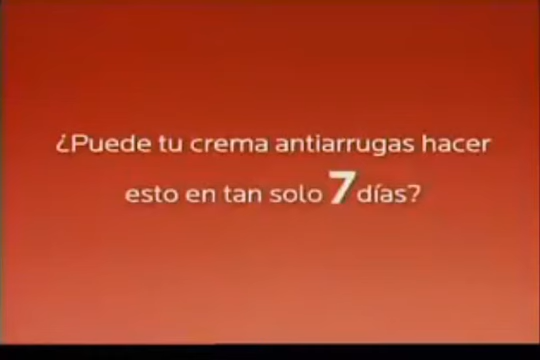 ¿Puede tu crema antiarrugas hacer
esto en tan solo 7 días?